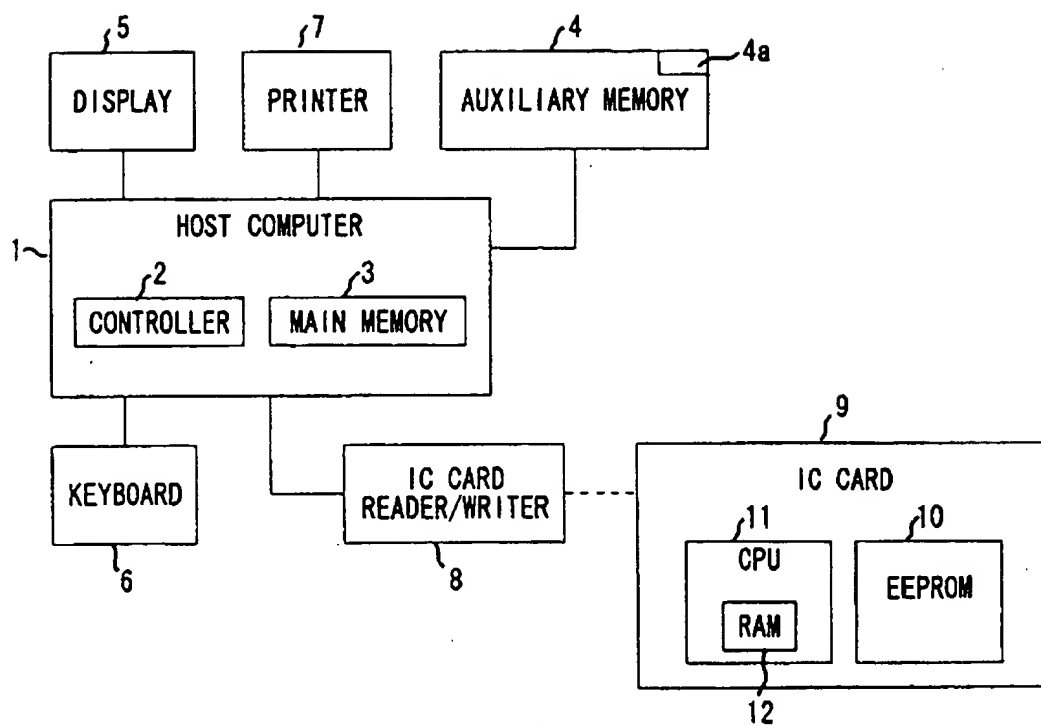 5
7
4
4a
DISPLAY
PRINTER
AUXILIARY MEMORY
HOST COMPUTER
1
2
3
CONTROLLER
MAIN MEMORY
9
KEYBOARD
IC CARD
READER/WRITER
IC CARD
6
8
11
10
CPU
EEPROM
RAM
12